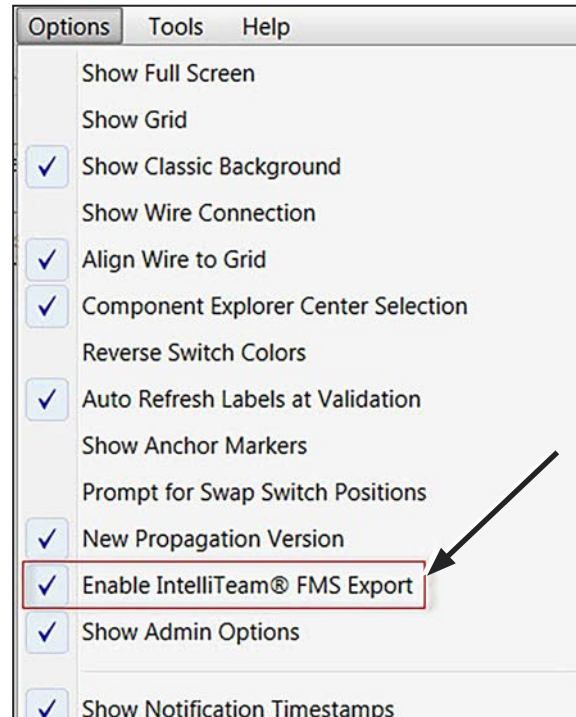 Options Tools Help
Show Full Screen
Show Grid
Show Classic Background
Show Wire Connection
Align Wire to Grid
Component Explorer Center Selection
Reverse Switch Colors
Auto Refresh Labels at Validation
Show Anchor Markers
Prompt for Swap Switch Positions
New Propagation Version
Enable IntelliTeam® FMS Export
Show Admin Options
Show Notification Timestamps